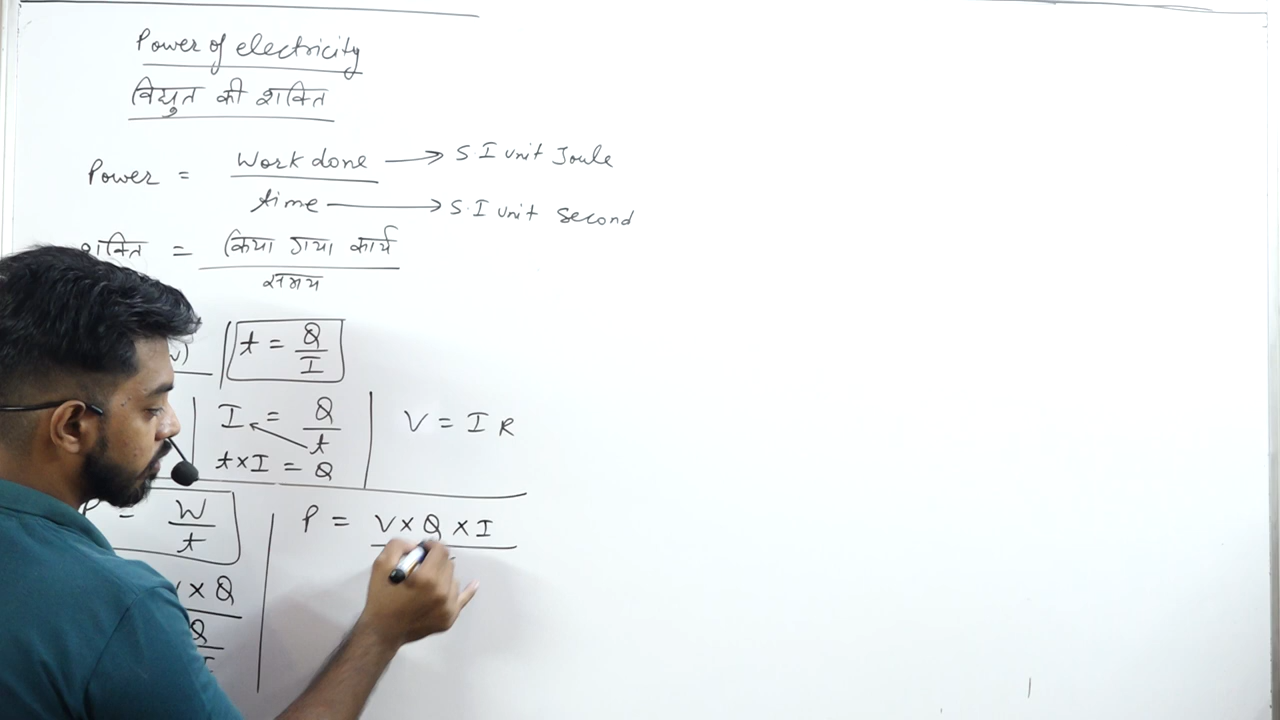 Power of electricity
विद्युत की शक्ति
Power = Work done / time
→ S.I unit Joule
→ S.I unit Second
शक्ति = किया गया कार्य / समय
t = Q / I
I = Q / t
t×I = Q
V = I R
P = W / t
P = V × Q × I
× Q
Q